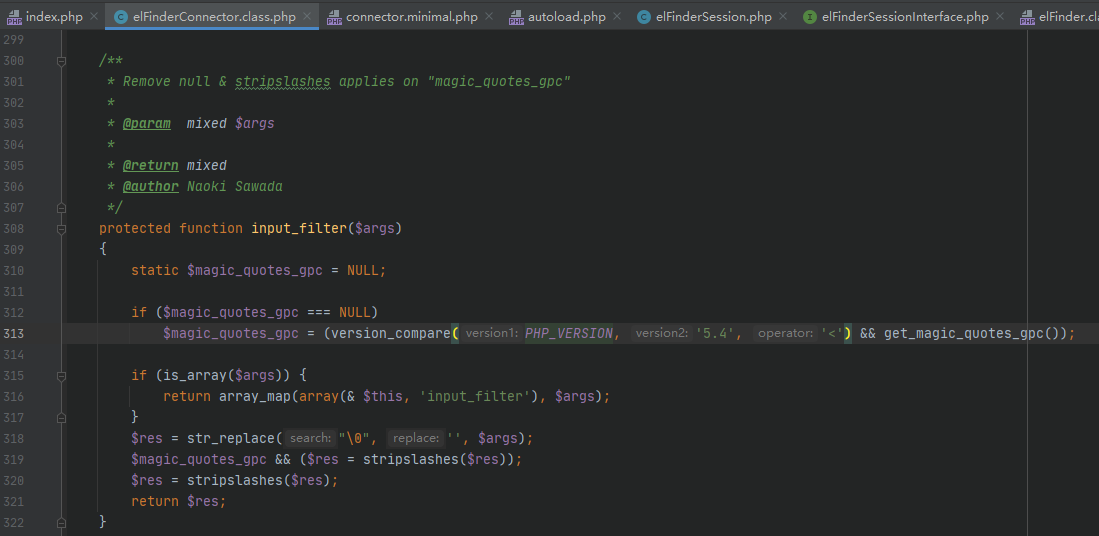 index.php elFinderConnector.class.php connector.minimal.php autoload.php elFinderSession.php elFinderSessionInterface.php elFinder.cl
299
300 /**
301 * Remove null & stripslashes applies on "magic_quotes_gpc"
302 *
303 * @param mixed $args
304 *
305 * @return mixed
306 * @author Naoki Sawada
307 */
308 protected function input_filter($args)
309 {
310 static $magic_quotes_gpc = NULL;
311
312 if ($magic_quotes_gpc === NULL)
313 $magic_quotes_gpc = (version_compare( version1: PHP_VERSION, version2: '5.4', operator: '<') && get_magic_quotes_gpc());
314
315 if (is_array($args)) {
316 return array_map(array(& $this, 'input_filter'), $args);
317 }
318 $res = str_replace( search: "\0", replace: '', $args);
319 $magic_quotes_gpc && ($res = stripslashes($res));
320 $res = stripslashes($res);
321 return $res;
322 }